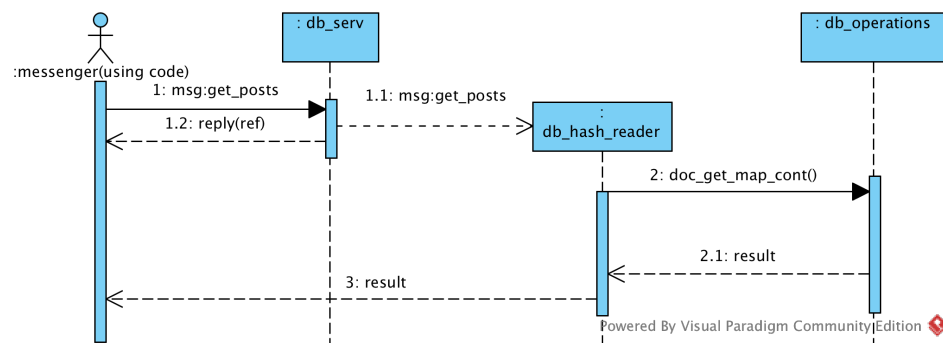 : db_serv
: db_operations
:messenger(using code)
1: msg:get_posts
1.1: msg:get_posts
1.2: reply(ref)
:
db_hash_reader
2: doc_get_map_cont()
2.1: result
3: result
Powered By Visual Paradigm Community Edition